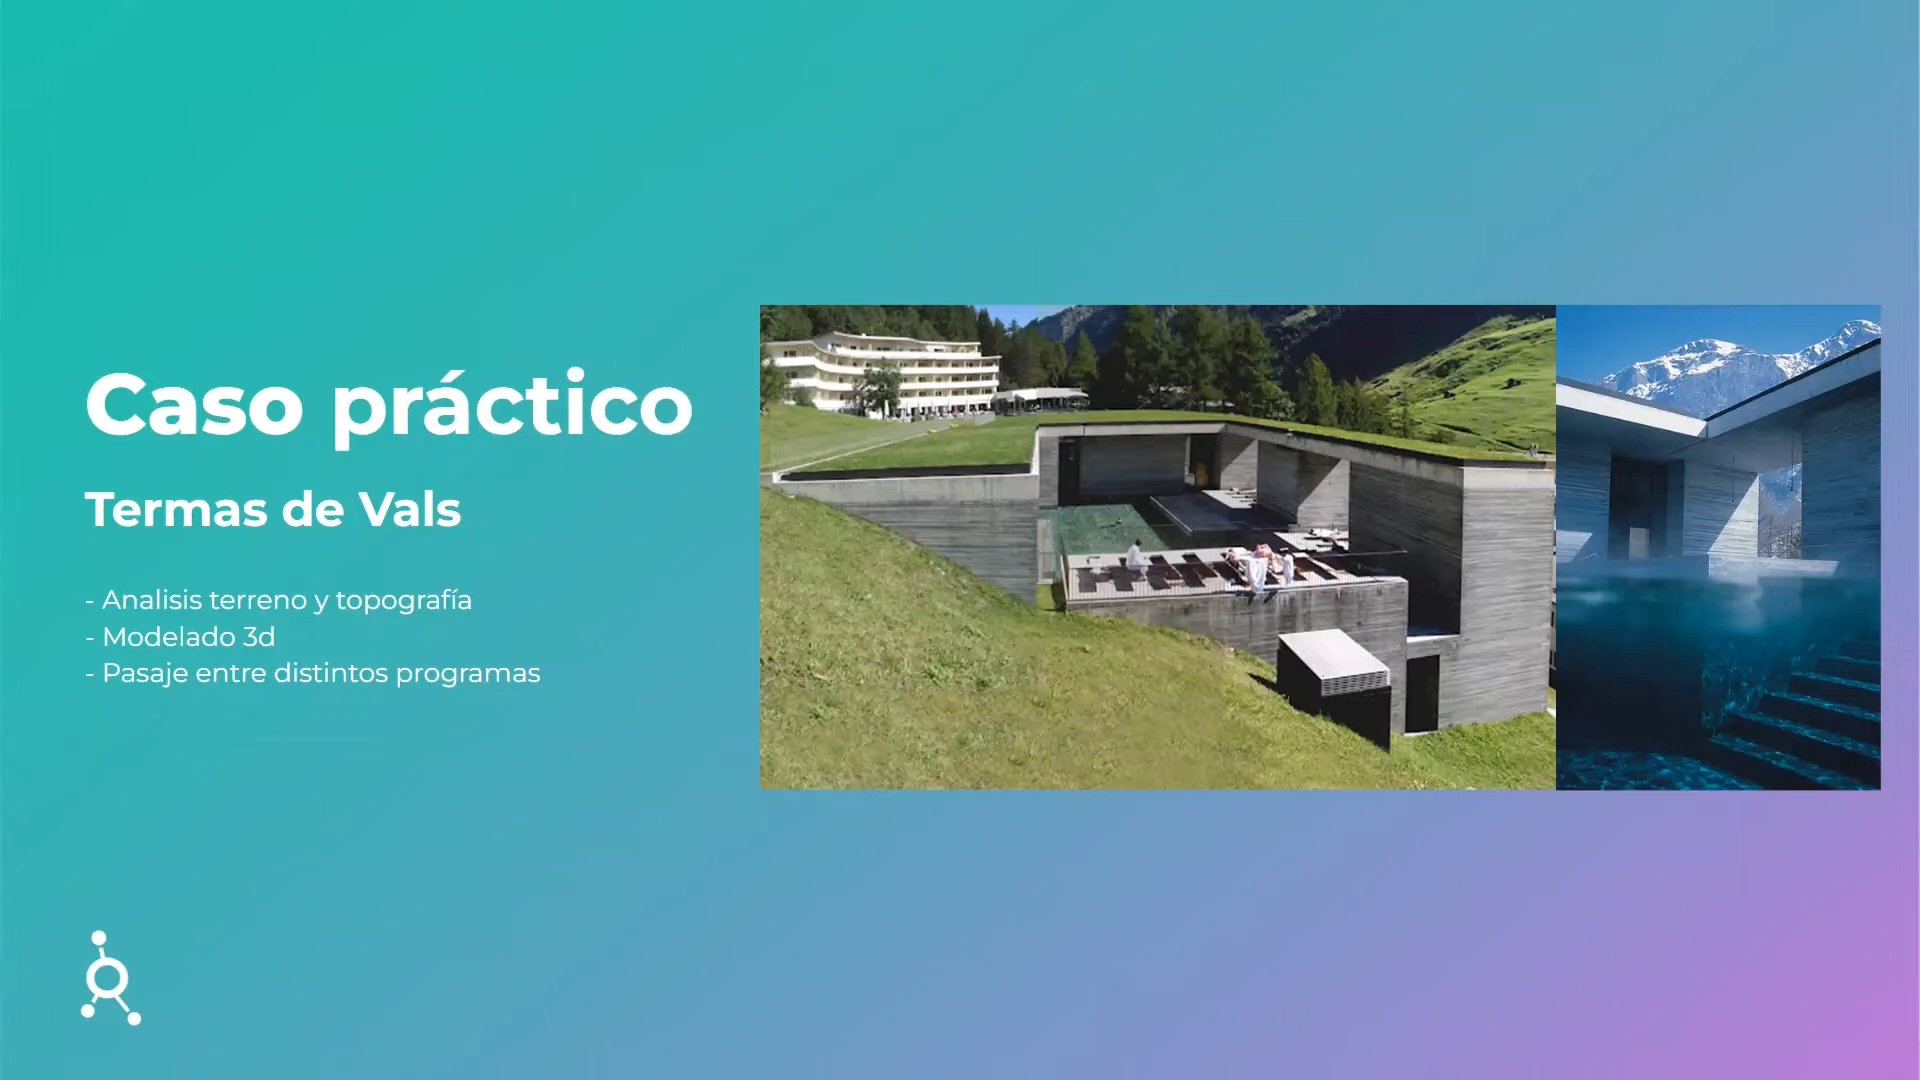 Caso práctico
Termas de Vals
- Analisis terreno y topografía
- Modelado 3d
- Pasaje entre distintos programas